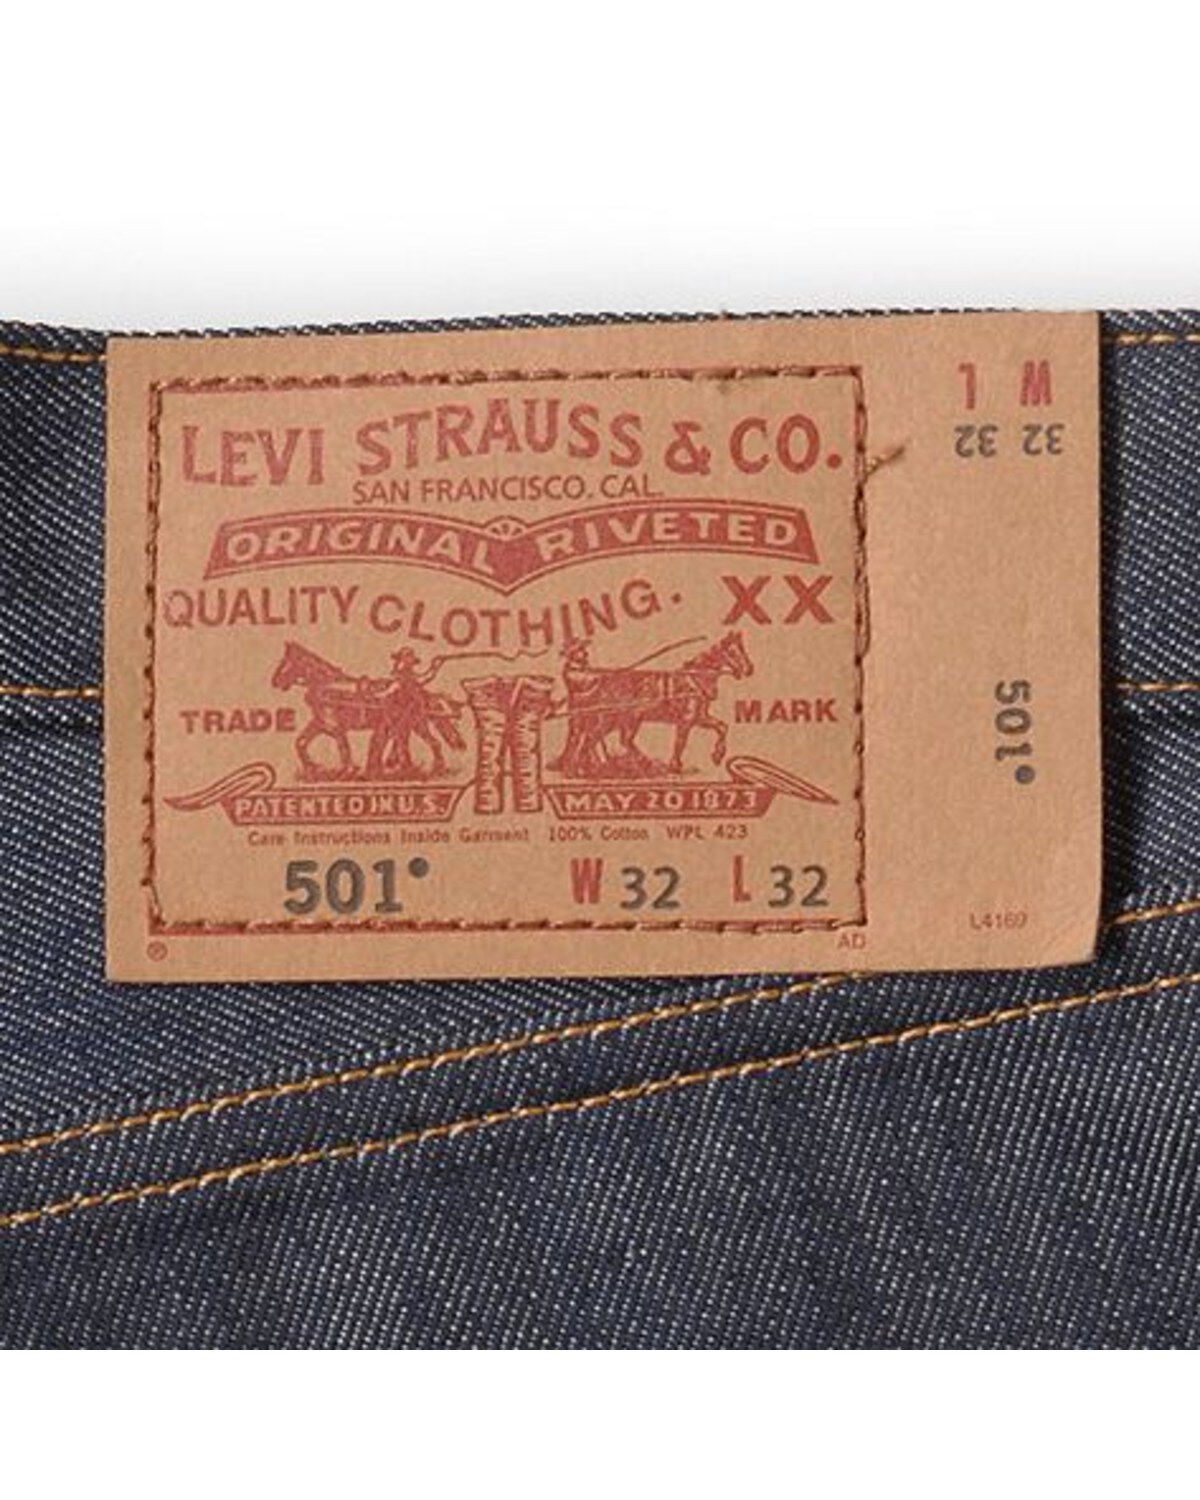 LEVI STRAUSS & CO.
SAN FRANCISCO, CAL.
ORIGINAL RIVETED
QUALITY CLOTHING. XX
TRADE MARK
PATENTED IN U.S. MAY 20 1873
Care Instructions Inside Garment 100% Cotton WPL 423
501® W 32 L 32
® AD
W 32
L 32
501®
L4160